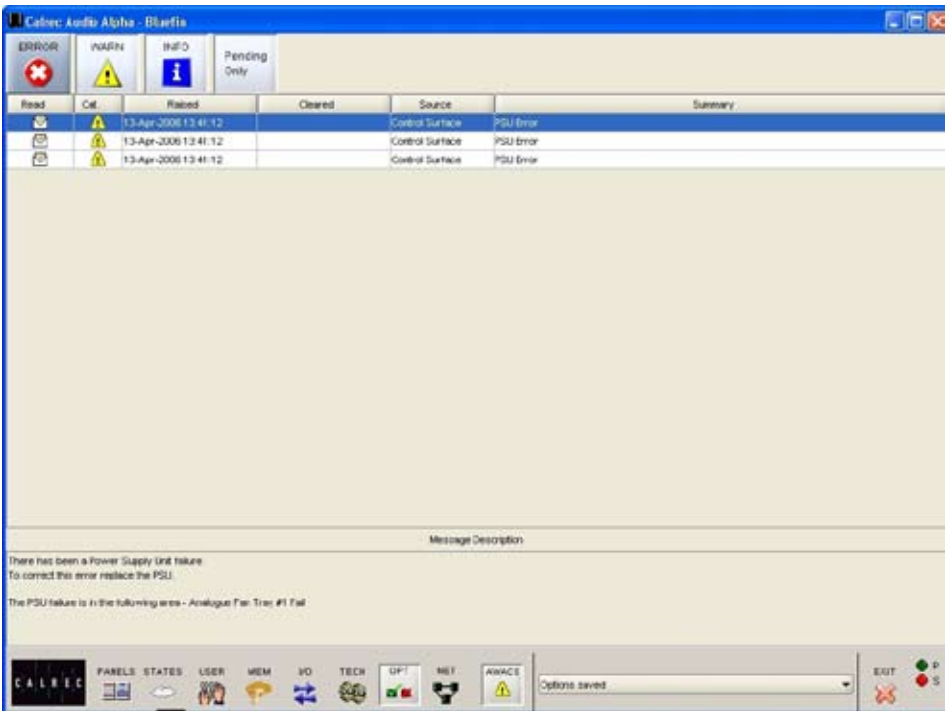 Calrec Audio Alpha - Bluefin
ERROR WARN INFO Pending Only
Read Cat. Raised Cleared Source Summary
13-Apr-2006 13:41:12 Control Surface PSU Error
13-Apr-2006 13:41:12 Control Surface PSU Error
13-Apr-2006 13:41:12 Control Surface PSU Error
Message Description
There has been a Power Supply Unit failure
To correct this error replace the PSU.
The PSU failure is in the following area - Analogue Fan Tray #1 Fail
CALREC PANELS STATES USER MEM I/O TECH OPT NET AWACS Options saved EXIT P
S